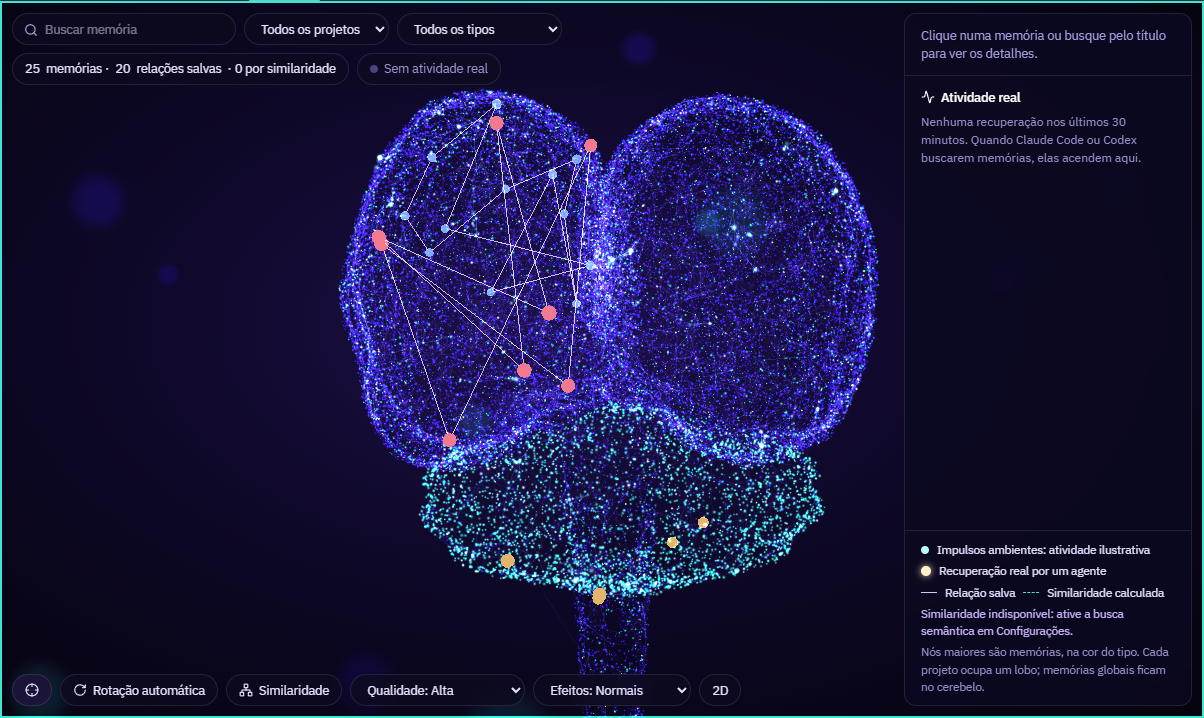 Buscar memória
Todos os projetos
Todos os tipos
25 memórias · 20 relações salvas · 0 por similaridade
Sem atividade real
Clique numa memória ou busque pelo título
para ver os detalhes.
Atividade real
Nenhuma recuperação nos últimos 30
minutos. Quando Claude Code ou Codex
buscarem memórias, elas acendem aqui.
Impulsos ambientes: atividade ilustrativa
Recuperação real por um agente
Relação salva
Similaridade calculada
Similaridade indisponível: ative a busca
semântica em Configurações.
Nós maiores são memórias, na cor do tipo. Cada
projeto ocupa um lobo; memórias globais ficam
no cerebelo.
Rotação automática
Similaridade
Qualidade: Alta
Efeitos: Normais
2D